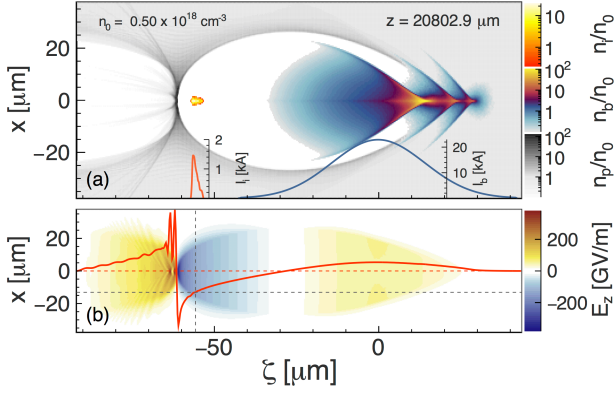 n₀ = 0.50 x 10¹⁸ cm⁻³
z = 20802.9 μm
x [μm]
20
0
−20
(a)
2
1
I_i [kA]
20
10
I_b [kA]
10
1
n_i/n₀
10²
10
1
n_b/n₀
10²
10
1
n_p/n₀
x [μm]
20
0
−20
(b)
200
0
−200
E_z [GV/m]
−50
0
ζ [μm]